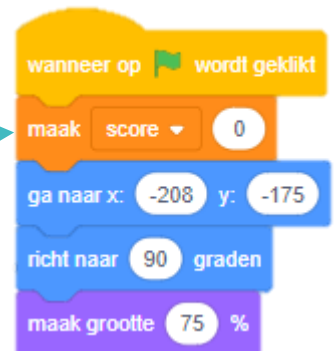 wanneer op wordt geklikt
maak score 0
ga naar x: -208 y: -175
richt naar 90 graden
maak grootte 75 %